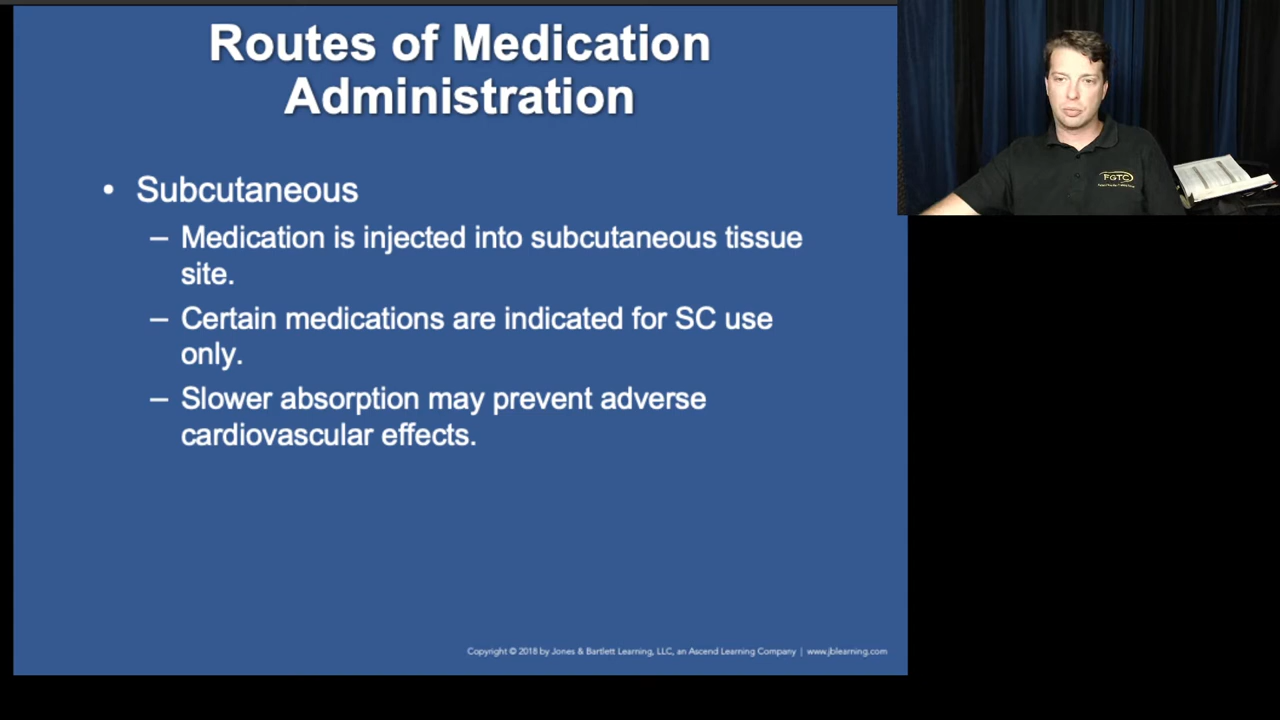 Routes of Medication
Administration
• Subcutaneous
– Medication is injected into subcutaneous tissue
site.
– Certain medications are indicated for SC use
only.
– Slower absorption may prevent adverse
cardiovascular effects.
Copyright © 2018 by Jones & Bartlett Learning, LLC, an Ascend Learning Company | www.jblearning.com
FGTC